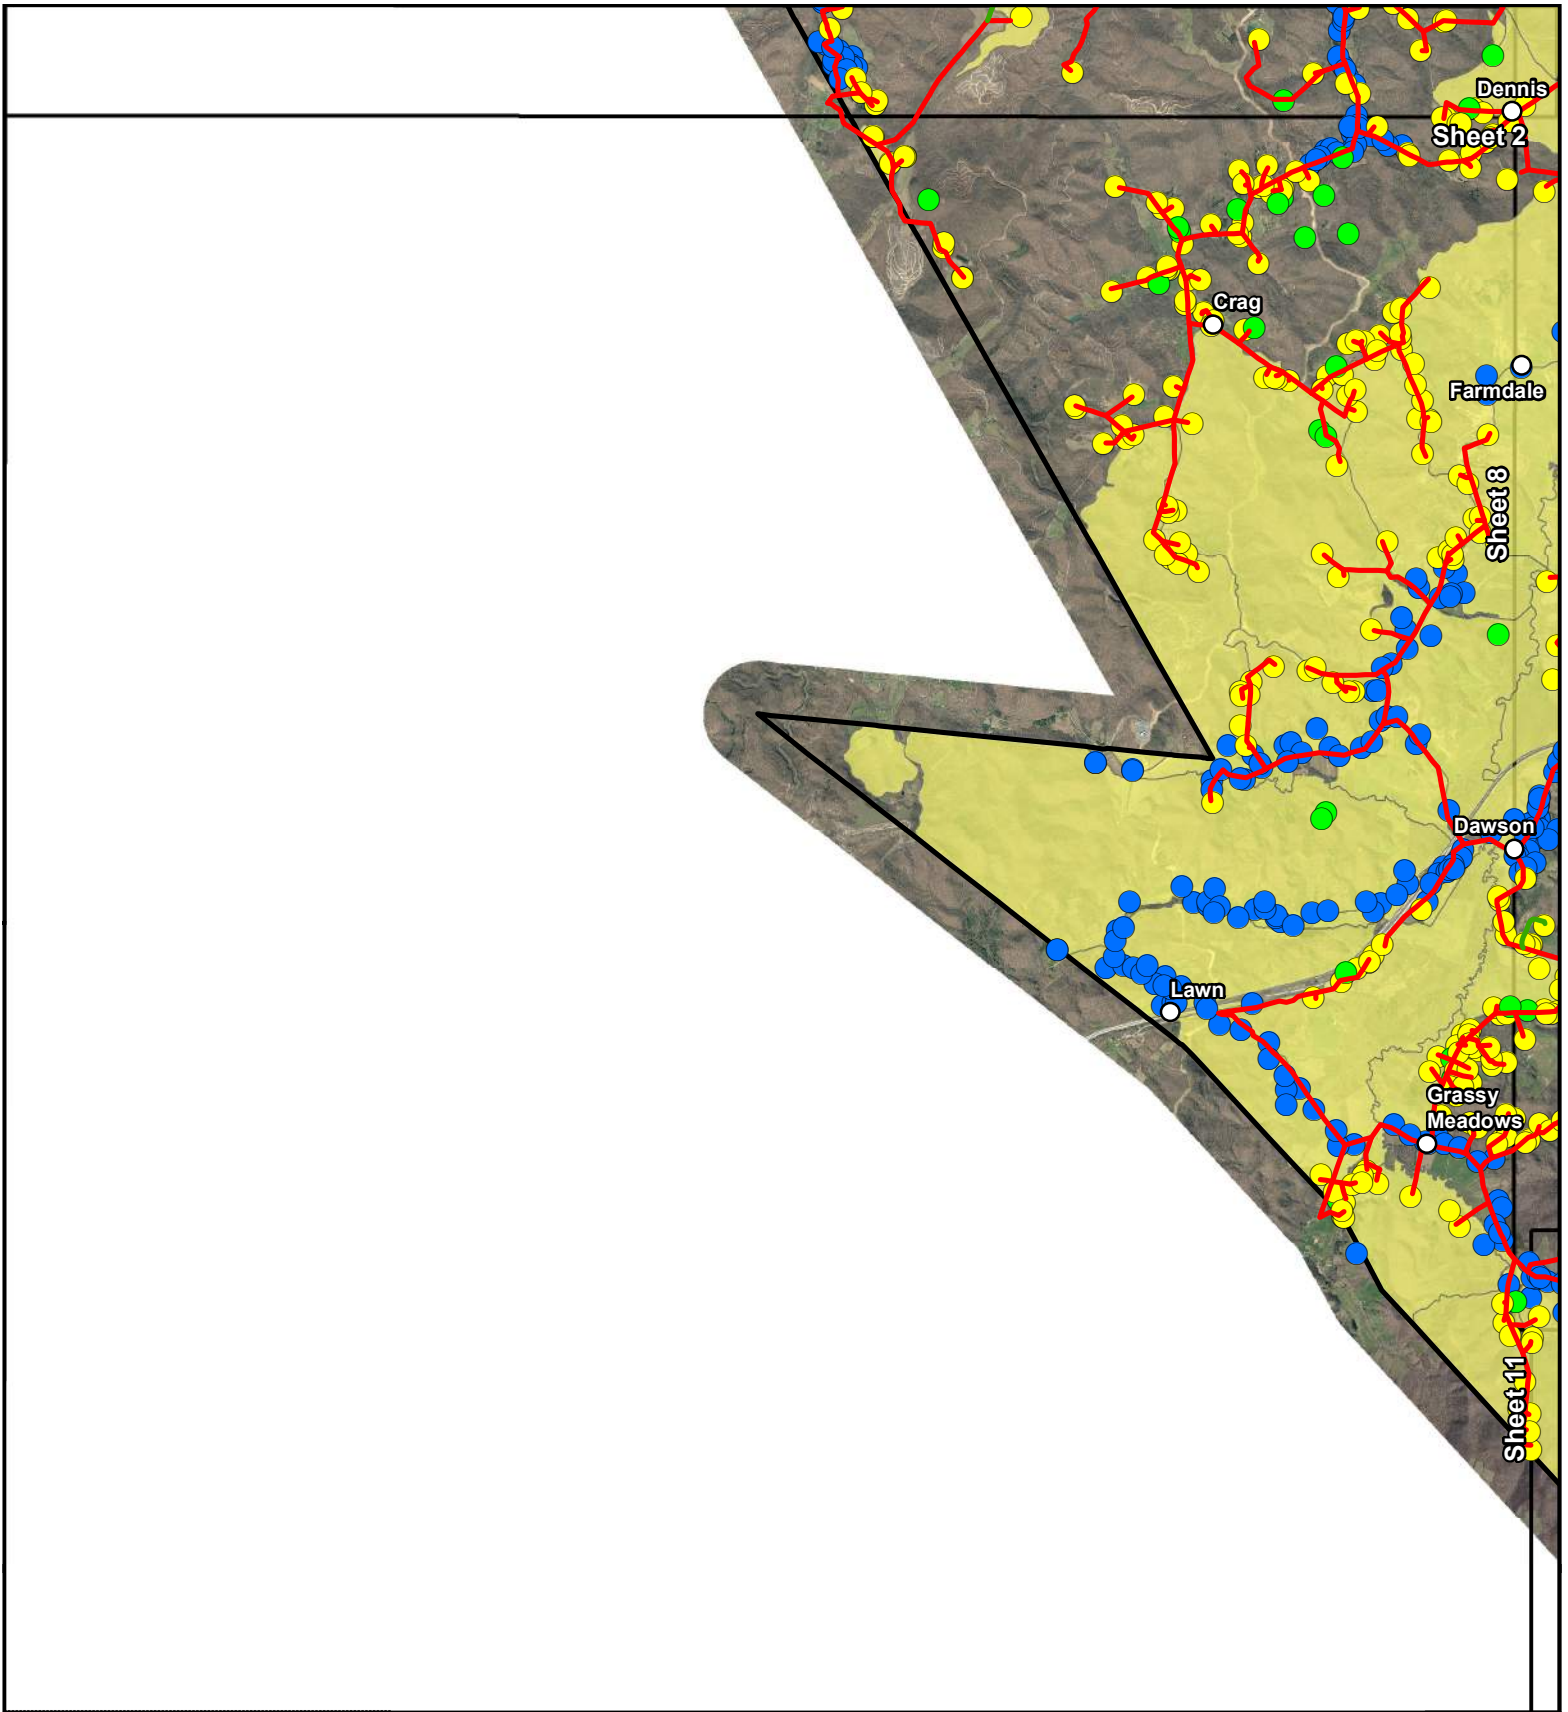 Dennis
Sheet 2
Crag
Farmdale
Sheet 8
Dawson
Lawn
Grassy
Meadows
Sheet 11